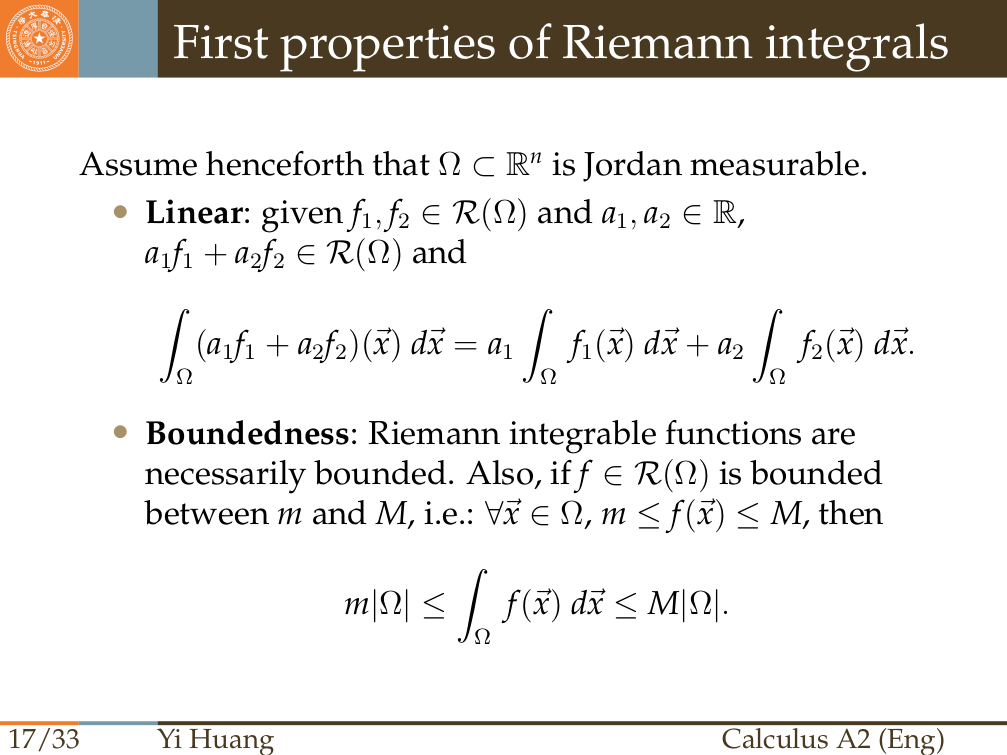 First properties of Riemann integrals
Assume henceforth that Ω ⊂ ℝⁿ is Jordan measurable.
• Linear: given f₁, f₂ ∈ 𝓡(Ω) and a₁, a₂ ∈ ℝ,
a₁f₁ + a₂f₂ ∈ 𝓡(Ω) and
∫_Ω (a₁f₁ + a₂f₂)(x⃗) dx⃗ = a₁ ∫_Ω f₁(x⃗) dx⃗ + a₂ ∫_Ω f₂(x⃗) dx⃗.
• Boundedness: Riemann integrable functions are
necessarily bounded. Also, if f ∈ 𝓡(Ω) is bounded
between m and M, i.e.: ∀x⃗ ∈ Ω, m ≤ f(x⃗) ≤ M, then
m|Ω| ≤ ∫_Ω f(x⃗) dx⃗ ≤ M|Ω|.
17/33 Yi Huang Calculus A2 (Eng)